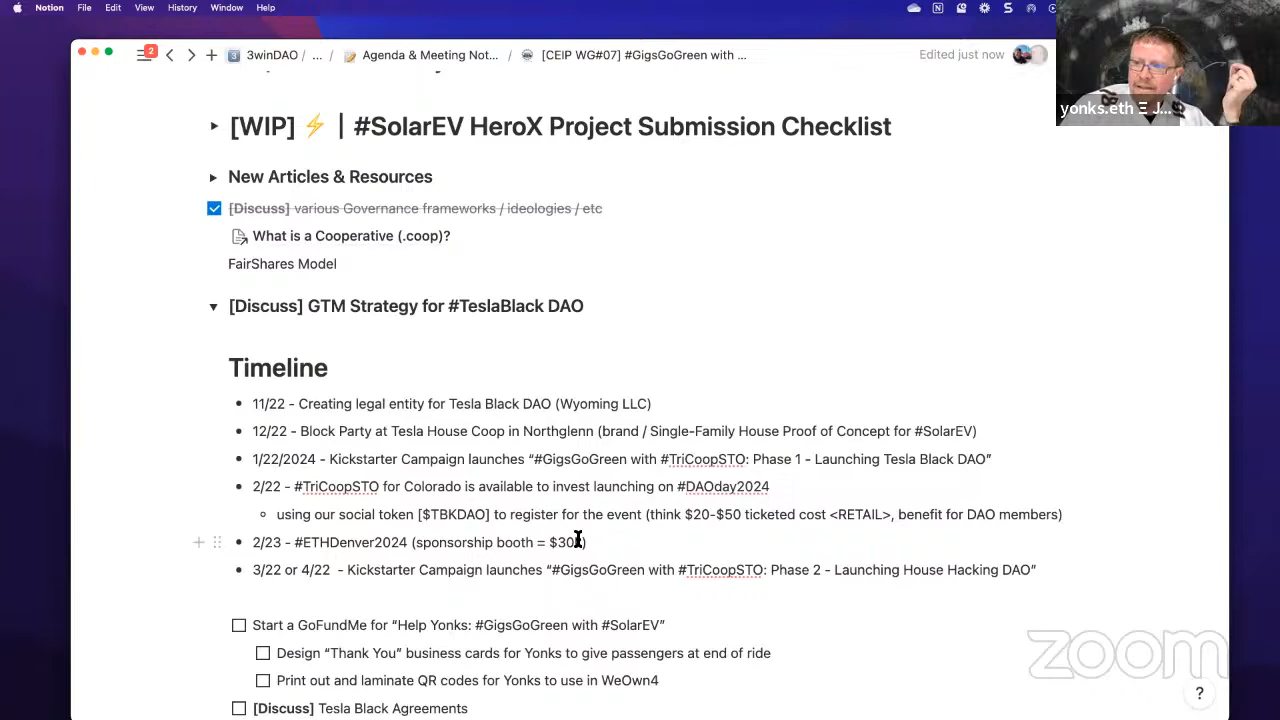 Notion File Edit View History Window Help
2 3winDAO / ... / Agenda & Meeting Not... / [CEIP WG#07] #GigsGoGreen with ... Edited just now
yonks.eth Ξ J...
[WIP] ⚡ | #SolarEV HeroX Project Submission Checklist
New Articles & Resources
[Discuss] various Governance frameworks / ideologies / etc
What is a Cooperative (.coop)?
FairShares Model
[Discuss] GTM Strategy for #TeslaBlack DAO
Timeline
• 11/22 - Creating legal entity for Tesla Black DAO (Wyoming LLC)
• 12/22 - Block Party at Tesla House Coop in Northglenn (brand / Single-Family House Proof of Concept for #SolarEV)
• 1/22/2024 - Kickstarter Campaign launches “#GigsGoGreen with #TriCoopSTO: Phase 1 - Launching Tesla Black DAO”
• 2/22 - #TriCoopSTO for Colorado is available to invest launching on #DAOday2024
◦ using our social token [$TBKDAO] to register for the event (think $20-$50 ticketed cost <RETAIL>, benefit for DAO members)
• 2/23 - #ETHDenver2024 (sponsorship booth =
• 3/22 or 4/22 - Kickstarter Campaign launches “#GigsGoGreen with #TriCoopSTO: Phase 2 - Launching House Hacking DAO”
Start a GoFundMe for “Help Yonks: #GigsGoGreen with #SolarEV”
Design “Thank You” business cards for Yonks to give passengers at end of ride
Print out and laminate QR codes for Yonks to use in WeOwn4
[Discuss] Tesla Black Agreements
zoom
?